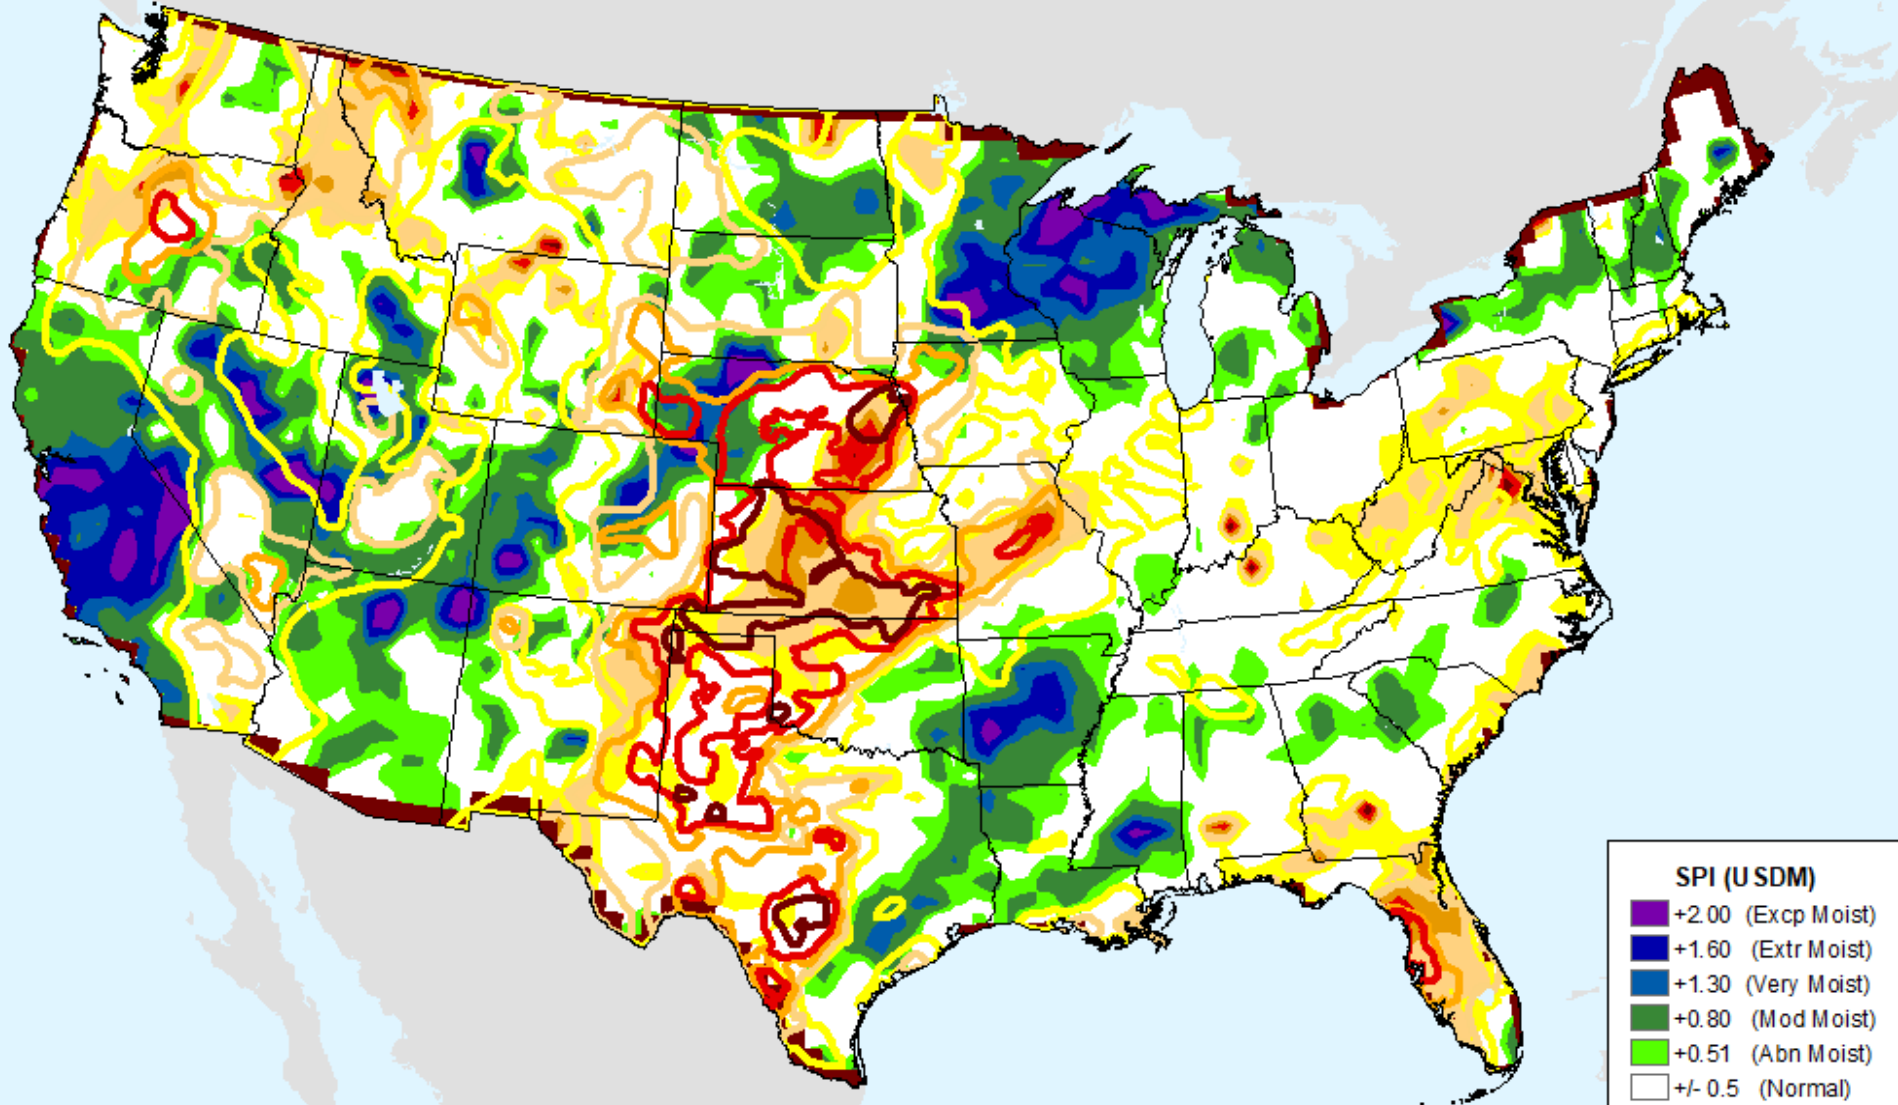 SPI (USDM)
+2.00 (Excp Moist)
+1.60 (Extr Moist)
+1.30 (Very Moist)
+0.80 (Mod Moist)
+0.51 (Abn Moist)
+/- 0.5 (Normal)